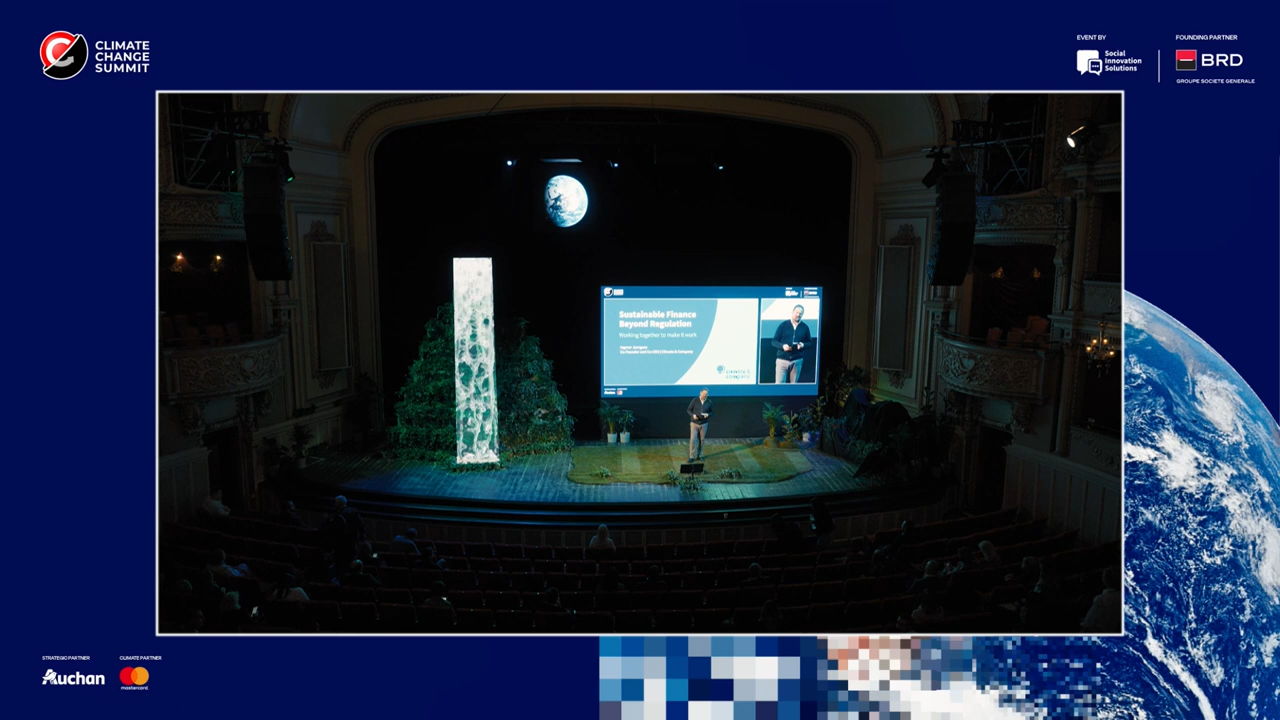 CLIMATE
CHANGE
SUMMIT
EVENT BY
Social
Innovation
Solutions
FOUNDING PARTNER
BRD
GROUPE SOCIETE GENERALE
Sustainable Finance
Beyond Regulation
Working together to make it work
STRATEGIC PARTNER
Auchan
CLIMATE PARTNER
mastercard